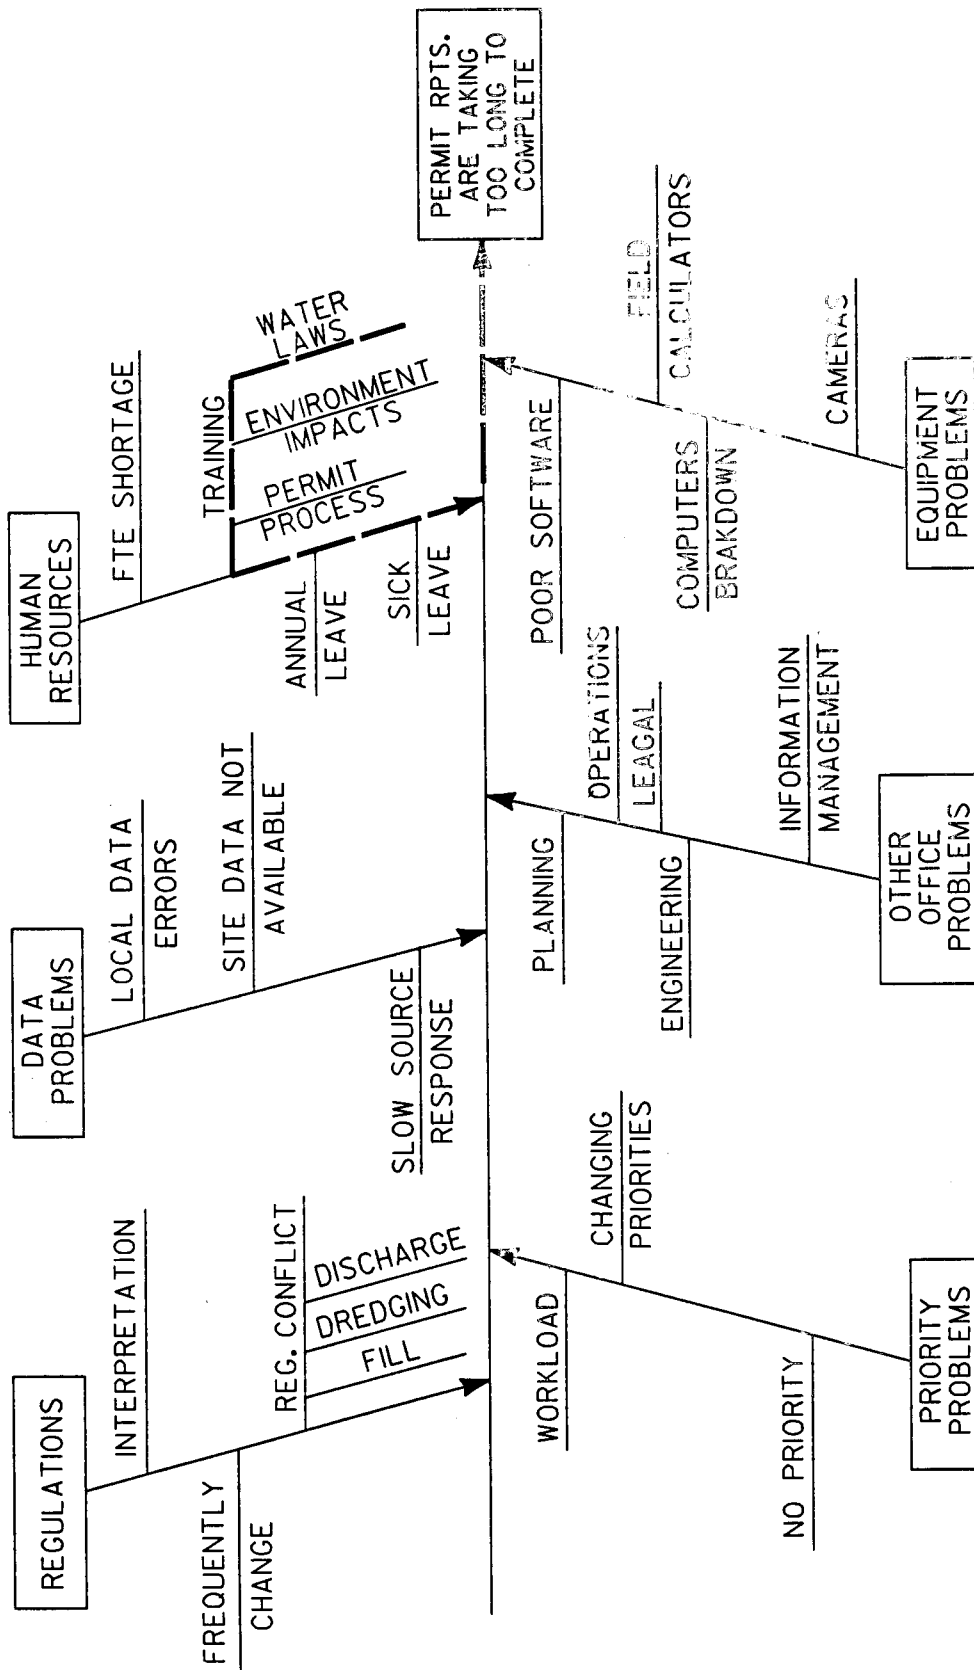 REGULATIONS
INTERPRETATION
FREQUENTLY
CHANGE
REG. CONFLICT
FILL
DREDGING
DISCHARGE
DATA
PROBLEMS
LOCAL DATA
ERRORS
SITE DATA NOT
AVAILABLE
SLOW SOURCE
RESPONSE
HUMAN
RESOURCES
FTE SHORTAGE
TRAINING
PERMIT
PROCESS
ENVIRONMENT
IMPACTS
WATER
LAWS
ANNUAL
LEAVE
SICK
LEAVE
PERMIT RPTS.
ARE TAKING
TOO LONG TO
COMPLETE
WORKLOAD
CHANGING
PRIORITIES
NO PRIORITY
PRIORITY
PROBLEMS
PLANNING
OPERATIONS
LEAGAL
ENGINEERING
INFORMATION
MANAGEMENT
OTHER
OFFICE
PROBLEMS
POOR SOFTWARE
FIELD
CALCULATORS
COMPUTERS
BRAKDOWN
CAMERAS
EQUIPMENT
PROBLEMS